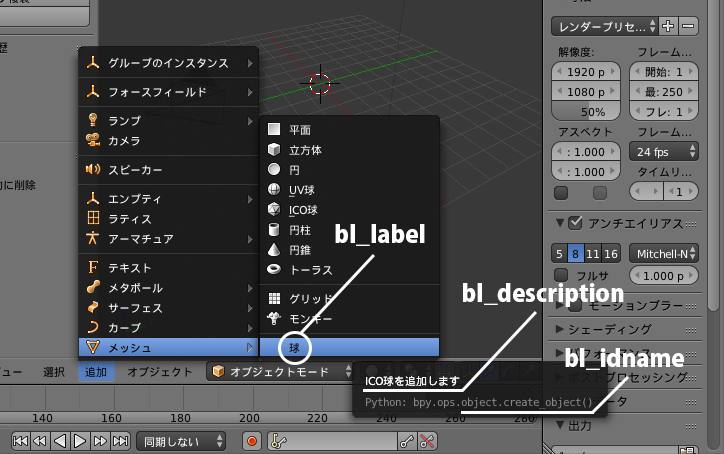 複製
歴
動に削除
グループのインスタンス
フォースフィールド
ランプ
カメラ
スピーカー
エンプティ
ラティス
アーマチュア
テキスト
メタボール
サーフェス
カーブ
メッシュ
平面
立方体
円
UV球
ICO球
円柱
円錐
トーラス
グリッド
モンキー
球
bl_label
bl_description
bl_idname
ICO球を追加します
Python: bpy.ops.object.create_object()
ュー
選択
追加
オブジェクト
オブジェクトモード
140
160
180
200
220
240
260
280
同期しない
レンダープリセ...
解像度:
フレーム...
1920 p
開始: 1
1080 p
最: 250
50%
フレ: 1
アスペクト
フレーム...
: 1.000
24 fps
: 1.000
タイムリ...
1
アンチエイリアス
5
8
11
16
Mitchell-N
フルサ
1.000 p
モーションブラー
シェーディング
パフォーマンス
ポストプロセッシング
ータ
出力